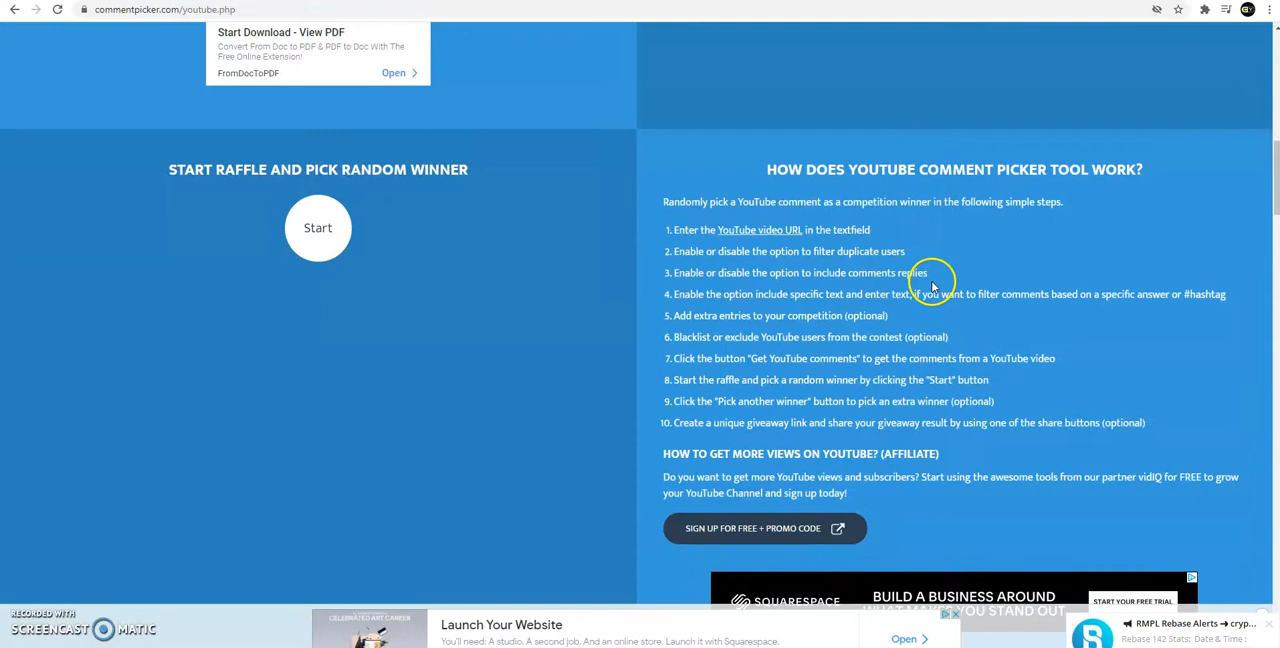 commentpicker.com/youtube.php
Start Download - View PDF
Convert From Doc to PDF & PDF to Doc With The
Free Online Extension!
FromDocToPDF
Open
START RAFFLE AND PICK RANDOM WINNER
Start
HOW DOES YOUTUBE COMMENT PICKER TOOL WORK?
Randomly pick a YouTube comment as a competition winner in the following simple steps.
1. Enter the YouTube video URL in the textfield
2. Enable or disable the option to filter duplicate users
3. Enable or disable the option to include comments replies
4. Enable the option include specific text and enter text, if you want to filter comments based on a specific answer or #hashtag
5. Add extra entries to your competition (optional)
6. Blacklist or exclude YouTube users from the contest (optional)
7. Click the button "Get YouTube comments" to get the comments from a YouTube video
8. Start the raffle and pick a random winner by clicking the "Start" button
9. Click the "Pick another winner" button to pick an extra winner (optional)
10. Create a unique giveaway link and share your giveaway result by using one of the share buttons (optional)
HOW TO GET MORE VIEWS ON YOUTUBE? (AFFILIATE)
Do you want to get more YouTube views and subscribers? Start using the awesome tools from our partner vidIQ for FREE to grow
your YouTube Channel and sign up today!
SIGN UP FOR FREE + PROMO CODE
SQUARESPACE
BUILD A BUSINESS AROUND
WHAT MAKES YOU STAND OUT
START YOUR FREE TRIAL
RECORDED WITH
SCREENCAST MATIC
CELEBRATED ART CAREER
Launch Your Website
You'll need: A studio. A second job. And an online store. Launch it with Squarespace.
Open
RMPL Rebase Alerts ➜ cryp...
Rebase 142 Stats: Date & Time :